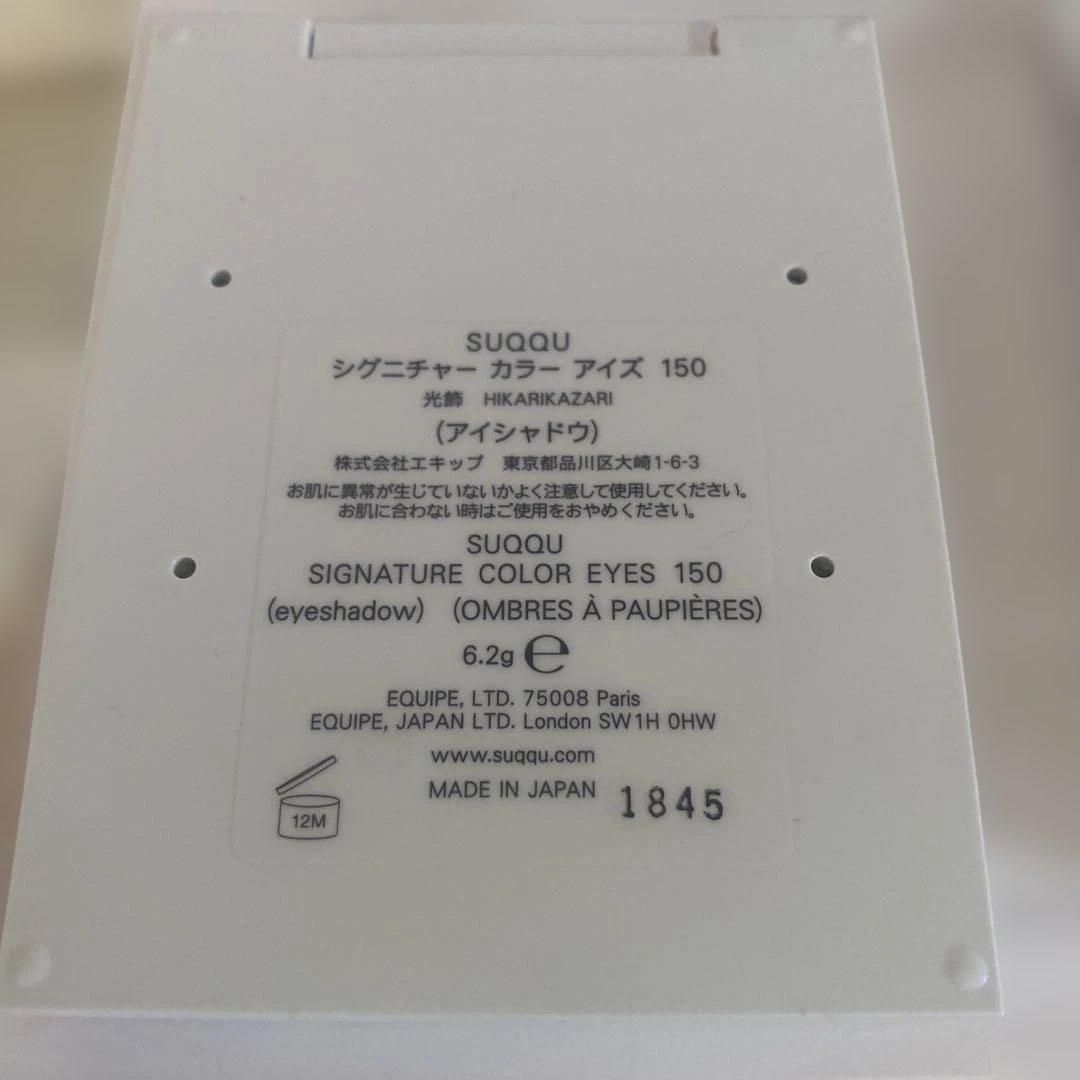 SUQQU
シグニチャー カラー アイズ 150
光飾 HIKARIKAZARI
(アイシャドウ)
株式会社エキップ 東京都品川区大崎1-6-3
お肌に異常が生じていないかよく注意して使用してください。
お肌に合わない時はご使用をおやめください。
SUQQU
SIGNATURE COLOR EYES 150
(eyeshadow) (OMBRES À PAUPIÈRES)
6.2g ℮
EQUIPE, LTD. 75008 Paris
EQUIPE, JAPAN LTD. London SW1H 0HW
www.suqqu.com
MADE IN JAPAN 1845
12M